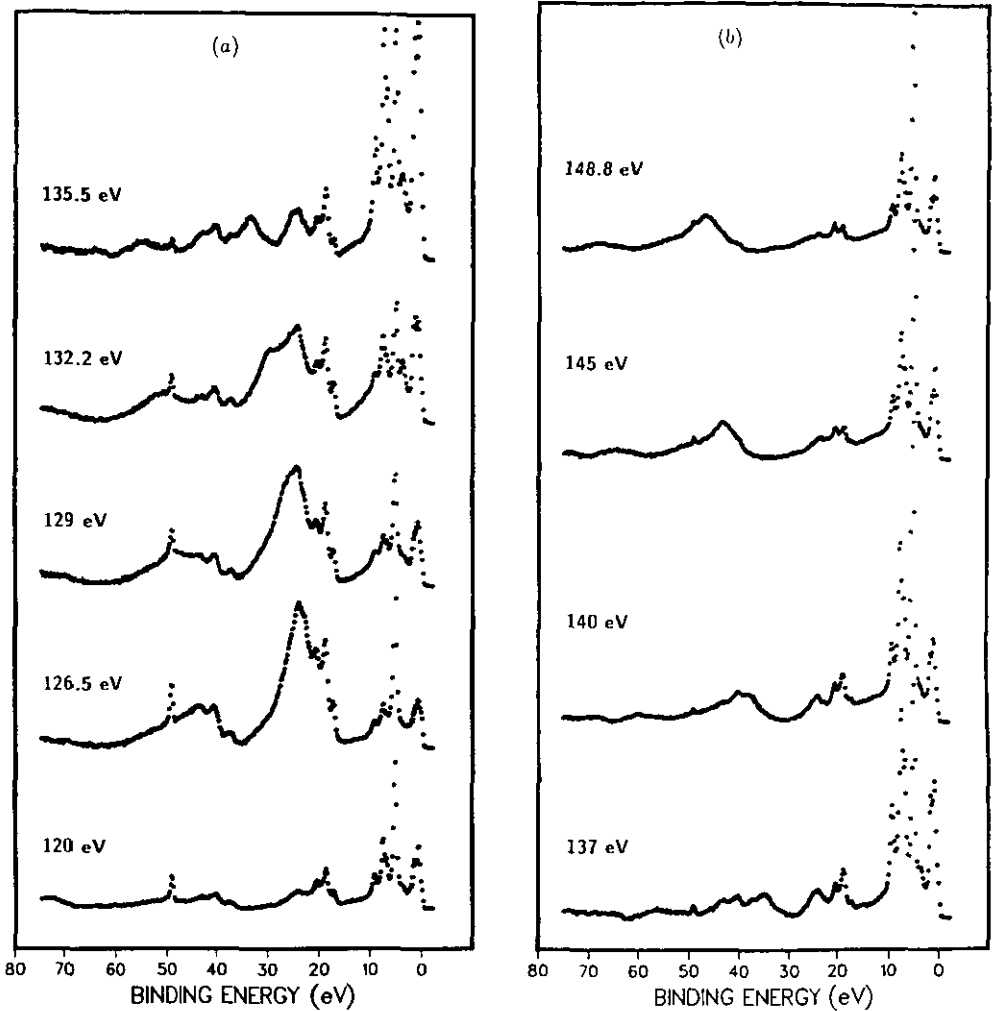 (a)
135.5 eV
132.2 eV
129 eV
126.5 eV
120 eV
80 70 60 50 40 30 20 10 0
BINDING ENERGY (eV)
(b)
148.8 eV
145 eV
140 eV
137 eV
80 70 60 50 40 30 20 10 0
BINDING ENERGY (eV)